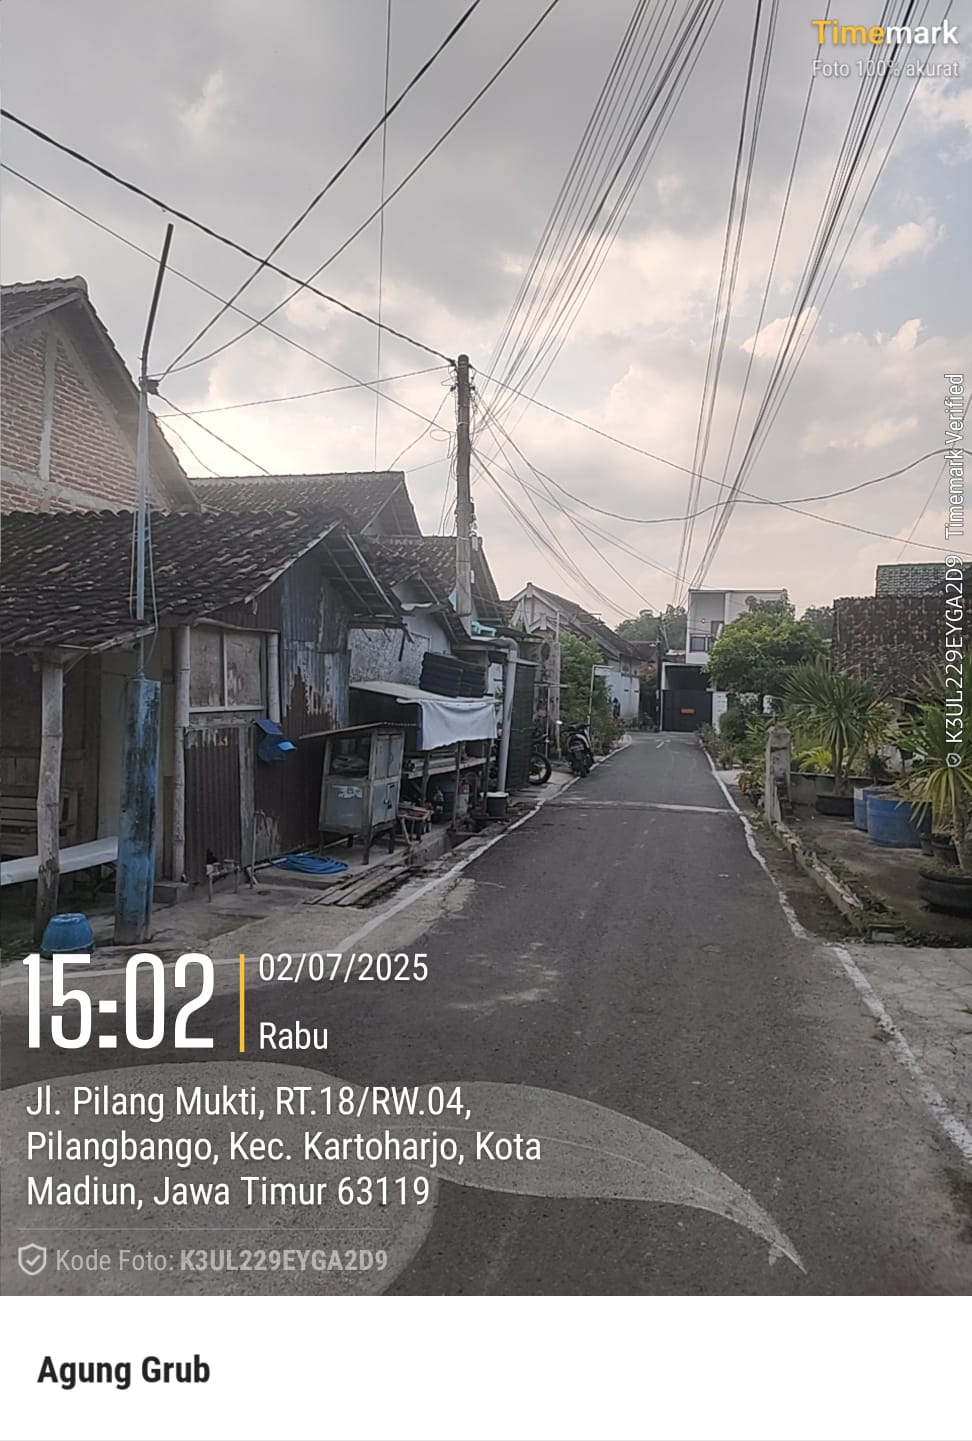 Timemark
Foto 100% akurat
K3UL229EYGA2D9 Timemark Verified
15:02
02/07/2025
Rabu
Jl. Pilang Mukti, RT.18/RW.04,
Pilangbango, Kec. Kartoharjo, Kota
Madiun, Jawa Timur 63119
Kode Foto: K3UL229EYGA2D9
Agung Grub